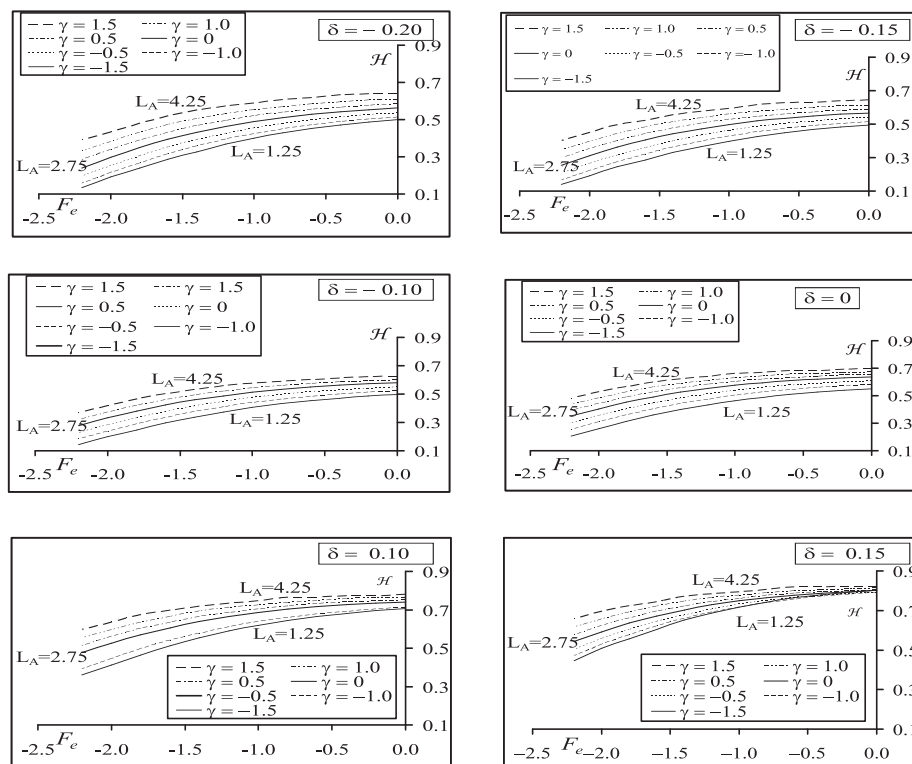 γ = 1.5 γ = 1.0
γ = 0.5 γ = 0
γ = −0.5 γ = −1.0
γ = −1.5
δ = − 0.20
0.9
ℋ
0.7
L_A=4.25
0.5
L_A=2.75
L_A=1.25
0.3
0.1
-2.5 F_e -2.0 -1.5 -1.0 -0.5 0.0
γ = 1.5 γ = 1.0 γ = 0.5
γ = 0 γ = −0.5 γ = −1.0
γ = −1.5
δ = − 0.15
0.9
ℋ
0.7
L_A=4.25
0.5
L_A=2.75
L_A=1.25
0.3
0.1
-2.5 F_e -2.0 -1.5 -1.0 -0.5 0.0
γ = 1.5 γ = 1.5
γ = 0.5 γ = 0
γ = −0.5 γ = −1.0
γ = −1.5
δ = − 0.10
0.9
ℋ
0.7
L_A=4.25
0.5
L_A=2.75
L_A=1.25
0.3
0.1
-2.5 F_e -2.0 -1.5 -1.0 -0.5 0.0
γ = 1.5 γ = 1.0
γ = 0.5 γ = 0
γ = −0.5 γ = −1.0
γ = −1.5
δ = 0
0.9
ℋ
0.7
L_A=4.25
0.5
L_A=2.75
L_A=1.25
0.3
0.1
-2.5 F_e -2.0 -1.5 -1.0 -0.5 0.0
δ = 0.10
0.9
ℋ
L_A=4.25
0.7
L_A=1.25
L_A=2.75
0.5
γ = 1.5 γ = 1.0
γ = 0.5 γ = 0
γ = −0.5 γ = −1.0
γ = −1.5
0.3
0.1
-2.5 F_e -2.0 -1.5 -1.0 -0.5 0.0
δ = 0.15
0.9
L_A=4.25
ℋ
0.7
L_A=1.25
L_A=2.75
0.5
γ = 1.5 γ = 1.0
γ = 0.5 γ = 0
γ = −0.5 γ = −1.0
γ = −1.5
0.3
0.1
−2.5 F_e −2.0 −1.5 −1.0 −0.5 0.0